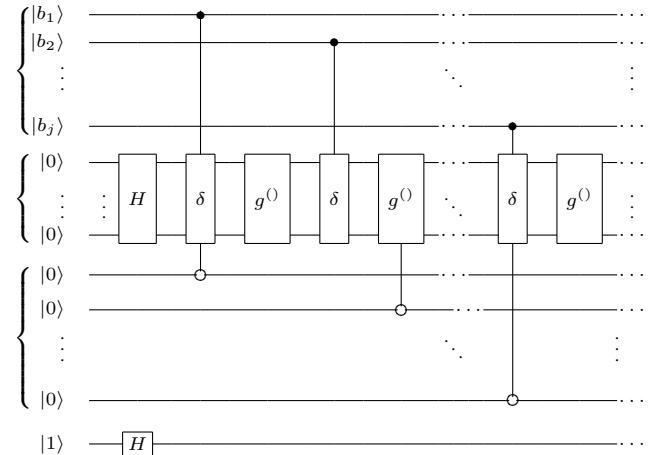 |b₁⟩ ⋯ ⋯
|b₂⟩ ⋯ ⋯
⋮ ⋱ ⋮
|bⱼ⟩ ⋯ ⋯
|0⟩ ⋯ ⋯
⋮ ⋮ H δ g⁽⁾ δ g⁽⁾ ⋱ δ g⁽⁾ ⋮
|0⟩ ⋯ ⋯
|0⟩ ⋯ ⋯
|0⟩ ⋯ ⋯
⋮ ⋱ ⋮
|0⟩ ⋯
|1⟩ H ⋯